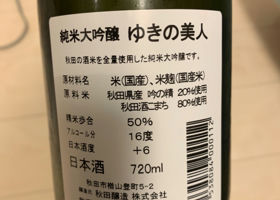 純米大吟醸 ゆきの美人
秋田の酒米を全量使用した純米大吟醸です。
原材料名 米(国産)、米麹(国産米)
原料米 秋田県産 吟の精 20%使用
秋田酒こまち 80%使用
精米歩合 50%
アルコール分 16度
日本酒度 +6
日本酒 720ml
秋田市楢山登町5-2
製造元 秋田醸造 株式会社